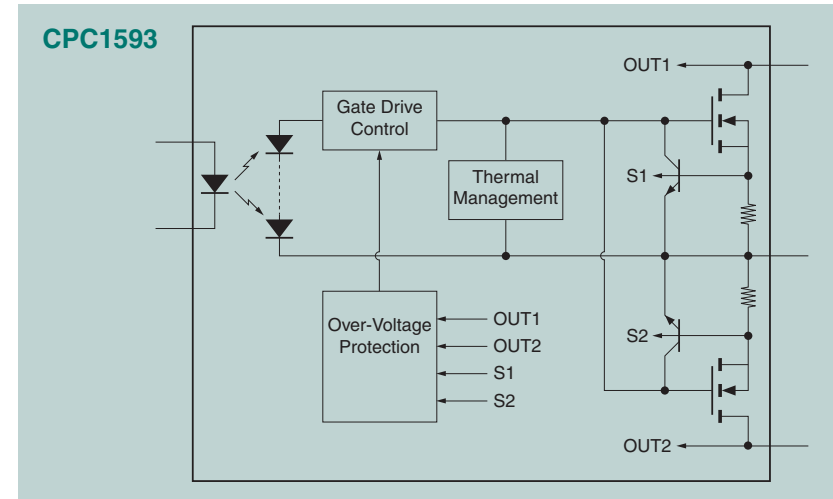 CPC1593
OUT1
Gate Drive
Control
Thermal
Management
S1
Over-Voltage
Protection
OUT1
OUT2
S1
S2
S2
OUT2